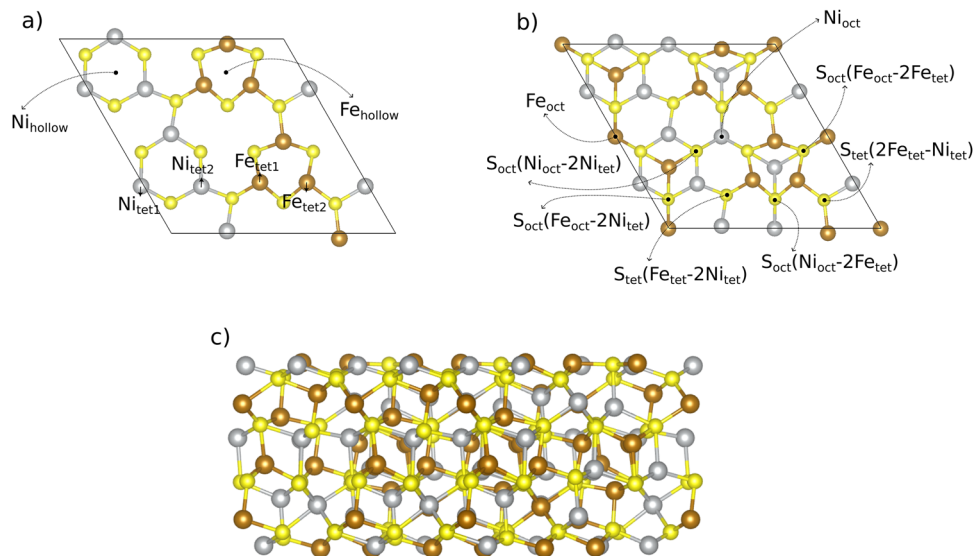 a)
Ni_hollow
Fe_hollow
Ni_tet1
Ni_tet2
Fe_tet1
Fe_tet2
b)
Ni_oct
S_oct(Fe_oct-2Fe_tet)
Fe_oct
S_tet(2Fe_tet-Ni_tet)
S_oct(Ni_oct-2Ni_tet)
S_oct(Fe_oct-2Ni_tet)
S_tet(Fe_tet-2Ni_tet)
S_oct(Ni_oct-2Fe_tet)
c)